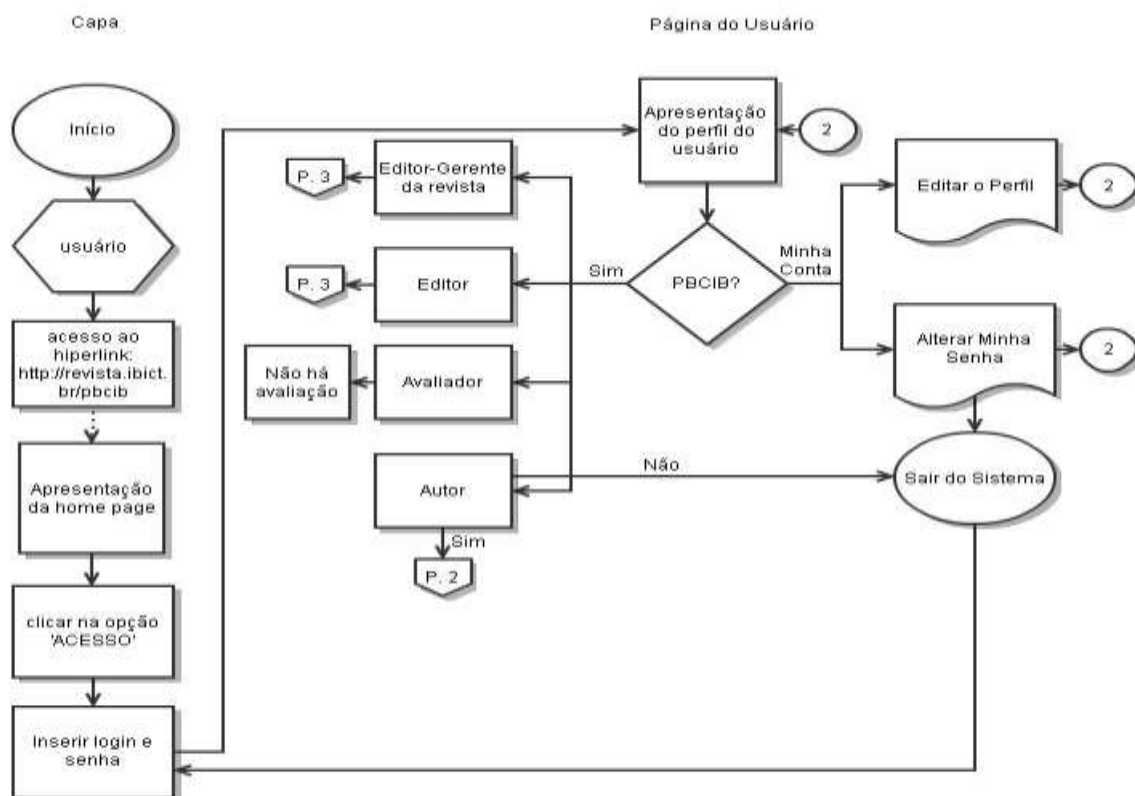 Capa
Página do Usuário
Início
usuário
acesso ao
hiperlink:
http://revista.ibict.
br/pbcib
Apresentação
da home page
clicar na opção
'ACESSO'
Inserir login e
senha
Apresentação
do perfil do
usuário
2
P. 3
Editor-Gerente
da revista
Editar o Perfil
2
P. 3
Editor
Sim
PBCIB?
Minha
Conta
Não há
avaliação
Avaliador
Alterar Minha
Senha
2
Autor
Não
Sair do Sistema
Sim
P. 2